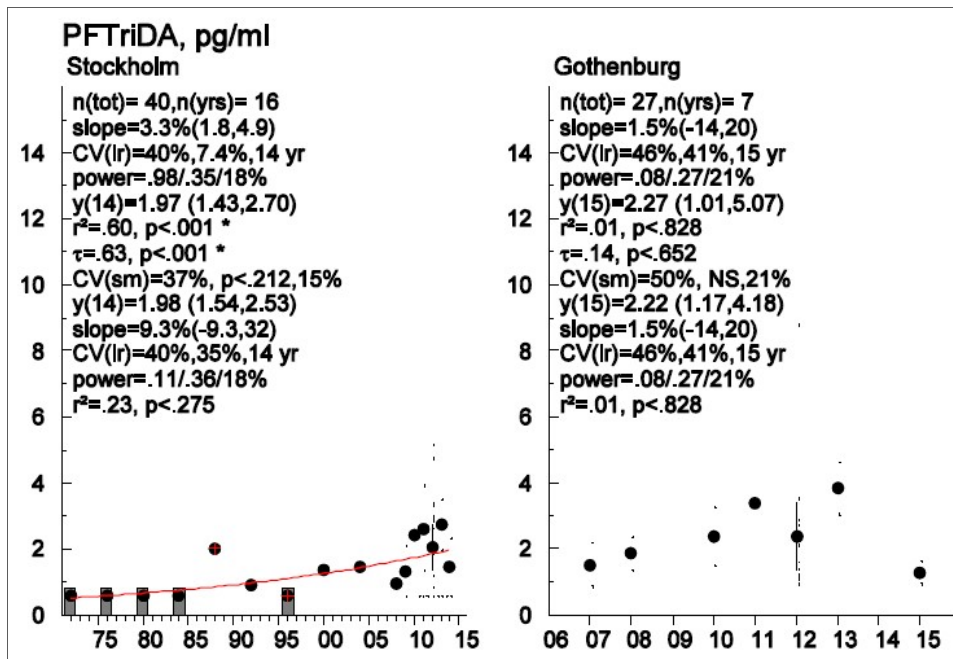 PFTriDA, pg/ml
Stockholm
n(tot)= 40,n(yrs)= 16
slope=3.3%(1.8,4.9)
CV(lr)=40%,7.4%,14 yr
power=.98/.35/18%
y(14)=1.97 (1.43,2.70)
r²=.60, p<.001 *
τ=.63, p<.001 *
CV(sm)=37%, p<.212,15%
y(14)=1.98 (1.54,2.53)
slope=9.3%(-9.3,32)
CV(lr)=40%,35%,14 yr
power=.11/.36/18%
r²=.23, p<.275
14
12
10
8
6
4
2
0
75 80 85 90 95 00 05 10 15
Gothenburg
n(tot)= 27,n(yrs)= 7
slope=1.5%(-14,20)
CV(lr)=46%,41%,15 yr
power=.08/.27/21%
y(15)=2.27 (1.01,5.07)
r²=.01, p<.828
τ=.14, p<.652
CV(sm)=50%, NS,21%
y(15)=2.22 (1.17,4.18)
slope=1.5%(-14,20)
CV(lr)=46%,41%,15 yr
power=.08/.27/21%
r²=.01, p<.828
14
12
10
8
6
4
2
0
06 07 08 09 10 11 12 13 14 15